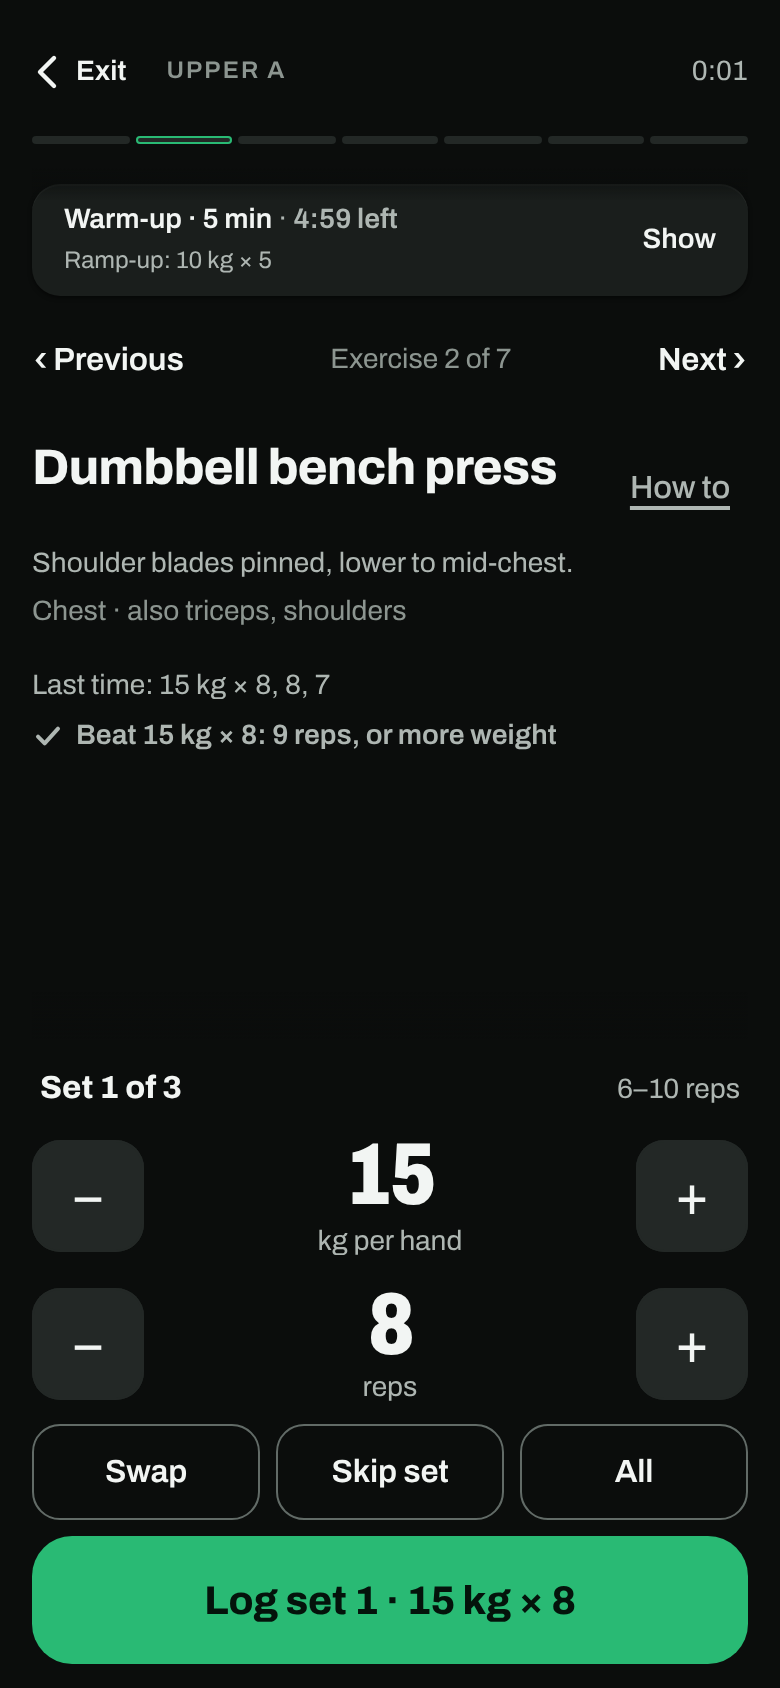 Exit UPPER A 0:01
Warm-up · 5 min · 4:59 left
Ramp-up: 10 kg × 5
Show
‹ Previous Exercise 2 of 7 Next ›
Dumbbell bench press
How to
Shoulder blades pinned, lower to mid-chest.
Chest · also triceps, shoulders
Last time: 15 kg × 8, 8, 7
Beat 15 kg × 8: 9 reps, or more weight
Set 1 of 3 6–10 reps
− 15 +
kg per hand
− 8 +
reps
Swap Skip set All
Log set 1 · 15 kg × 8